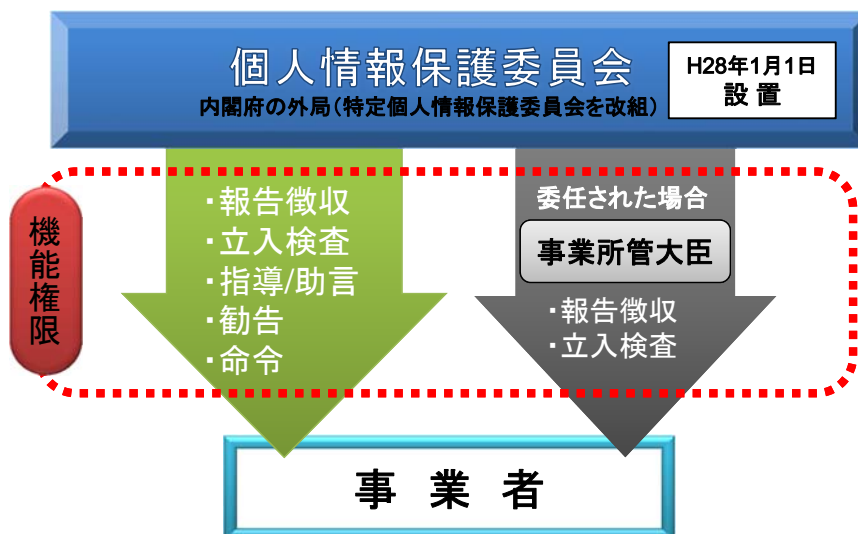 個人情報保護委員会
内閣府の外局(特定個人情報保護委員会を改組)
H28年1月1日
設 置
機能権限
・報告徴収
・立入検査
・指導/助言
・勧告
・命令
委任された場合
事業所管大臣
・報告徴収
・立入検査
事 業 者